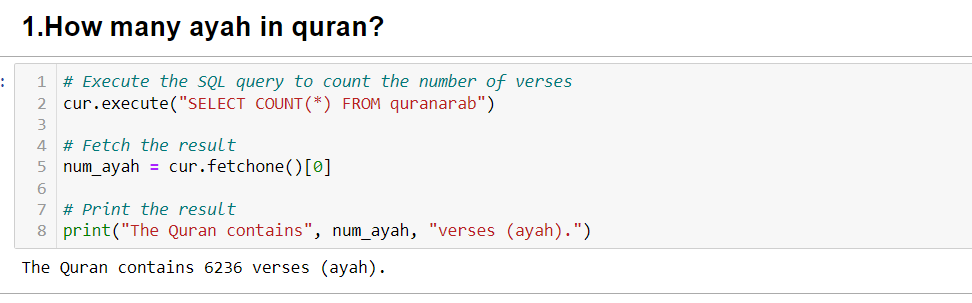 1.How many ayah in quran?
:
1 # Execute the SQL query to count the number of verses
2 cur.execute("SELECT COUNT(*) FROM quranarab")
3
4 # Fetch the result
5 num_ayah = cur.fetchone()[0]
6
7 # Print the result
8 print("The Quran contains", num_ayah, "verses (ayah).")
The Quran contains 6236 verses (ayah).